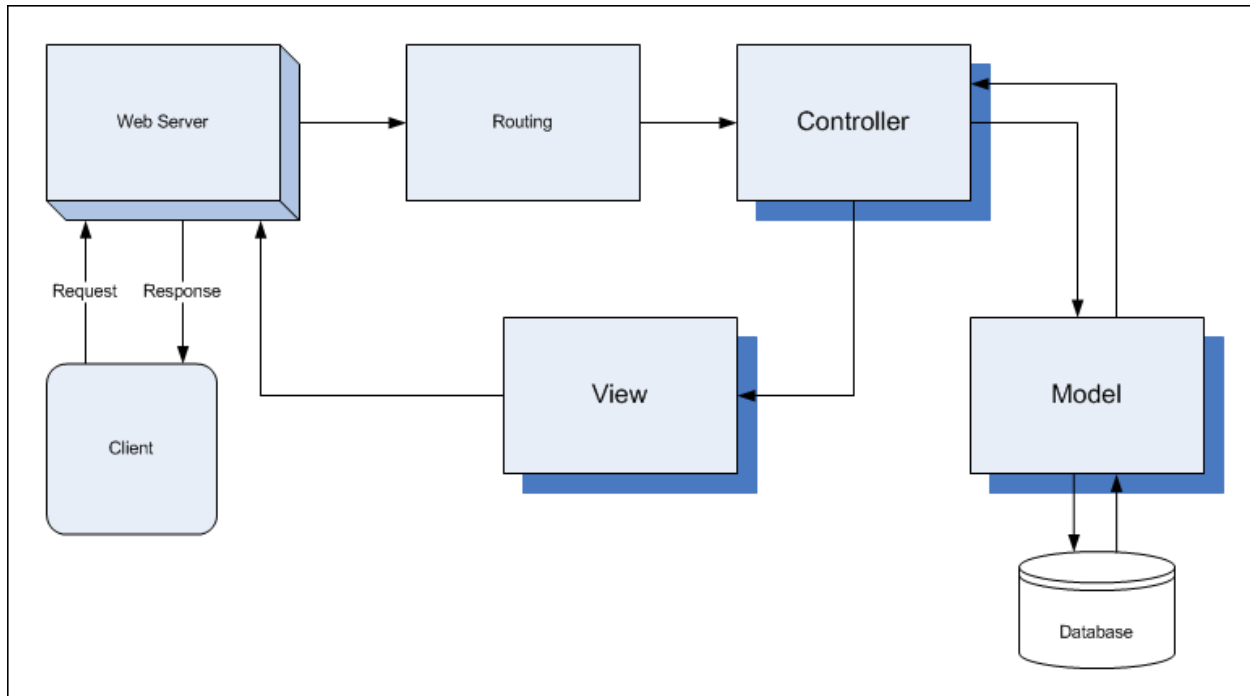 Web Server
Routing
Controller
Request
Response
View
Model
Client
Database